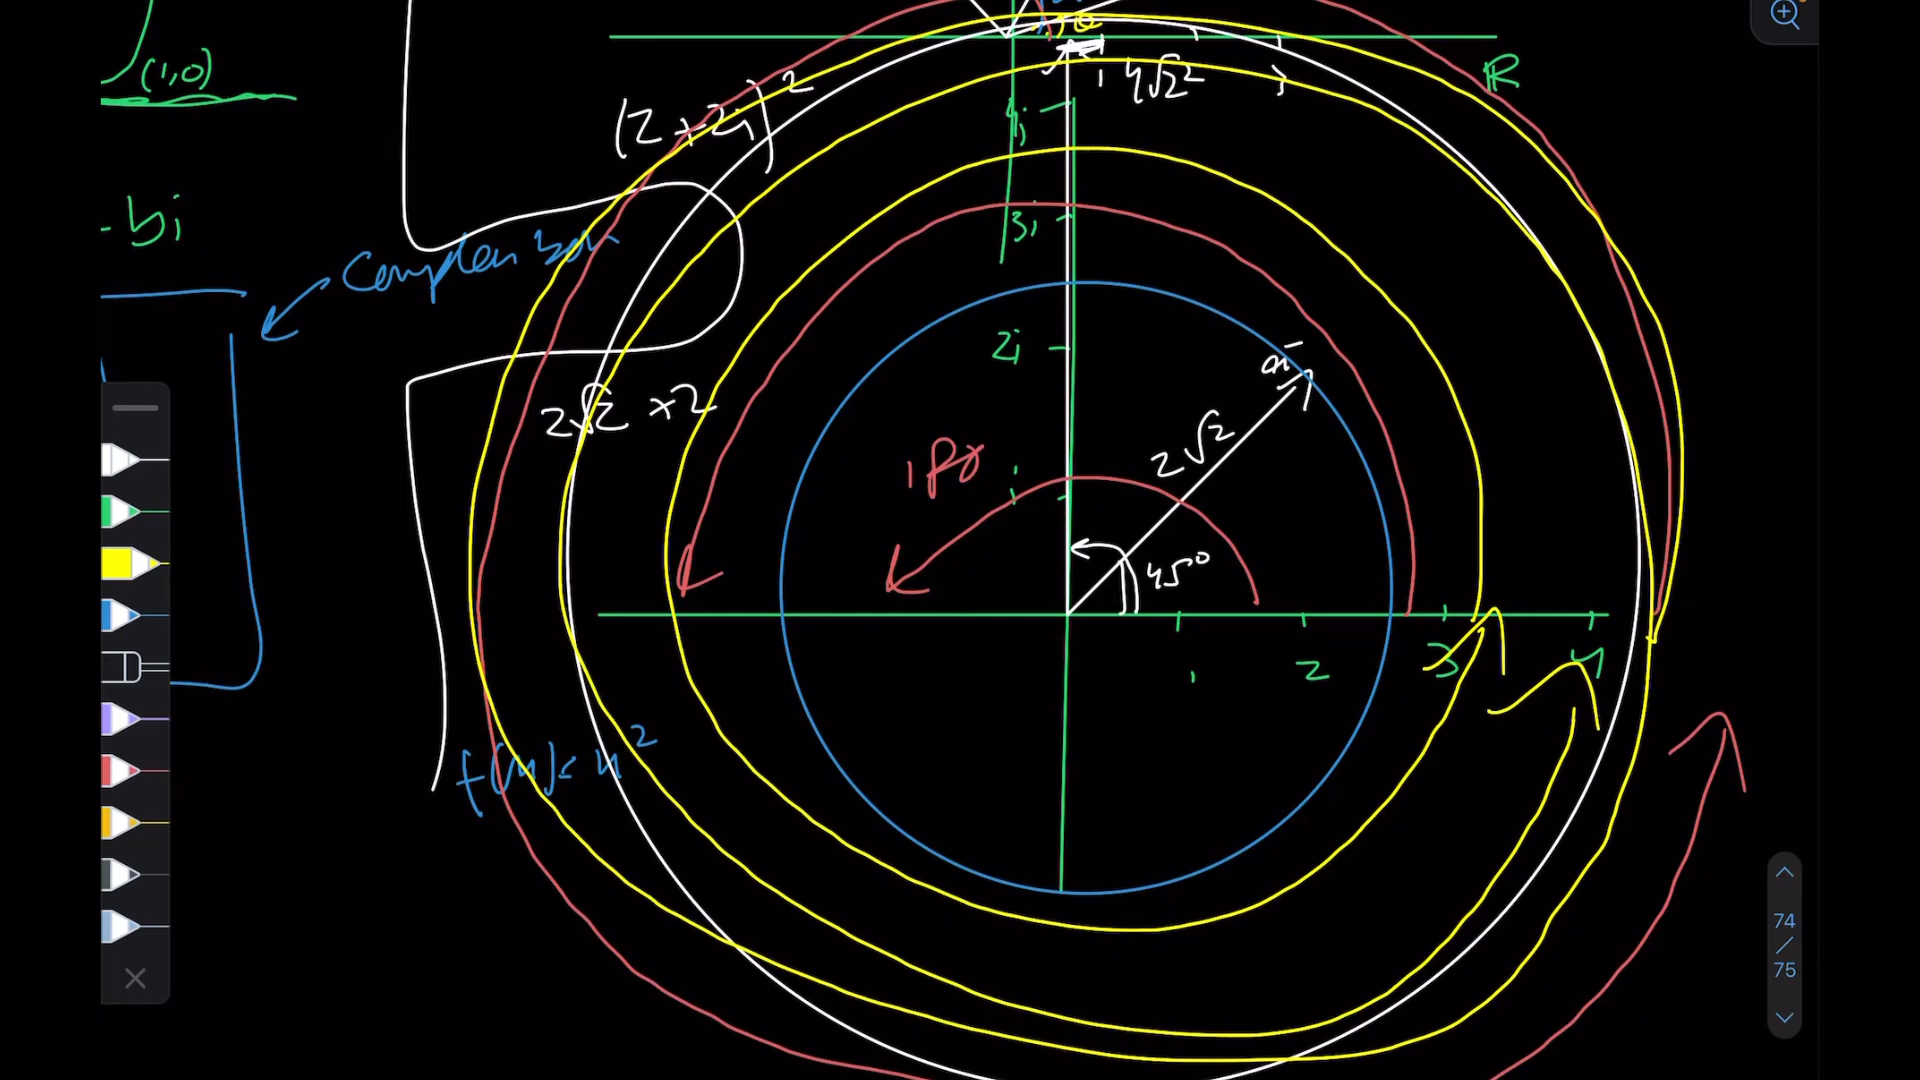 (1,0)
R
4√2
(2+2i)²
4i
- bi
3i
Complex
2i
2√2
2√2 ×2
180
i
45°
1
2
3
4
f(x)=x²
74
75